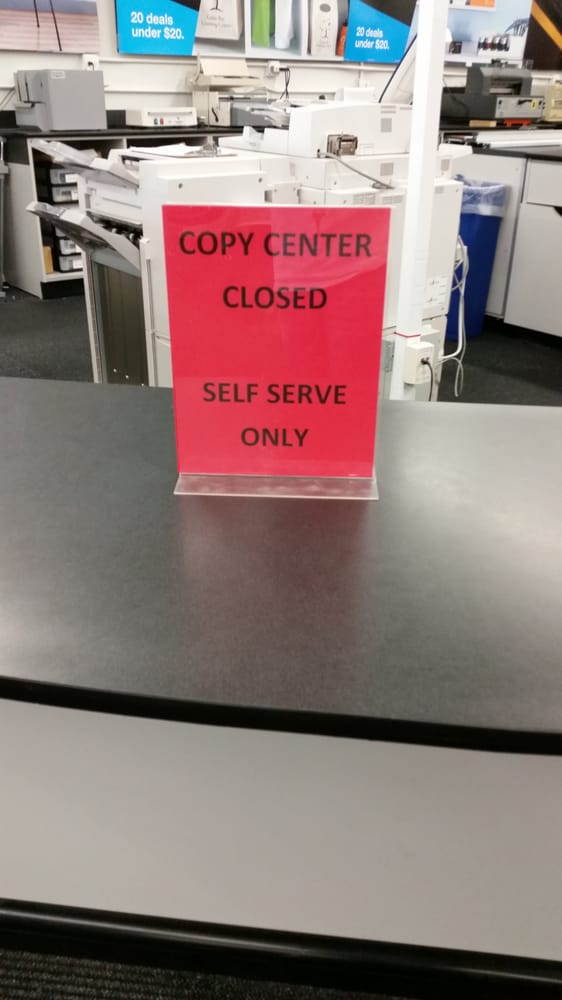 20 deals
under $20.
20 deals
under $20.
COPY CENTER
CLOSED
SELF SERVE
ONLY